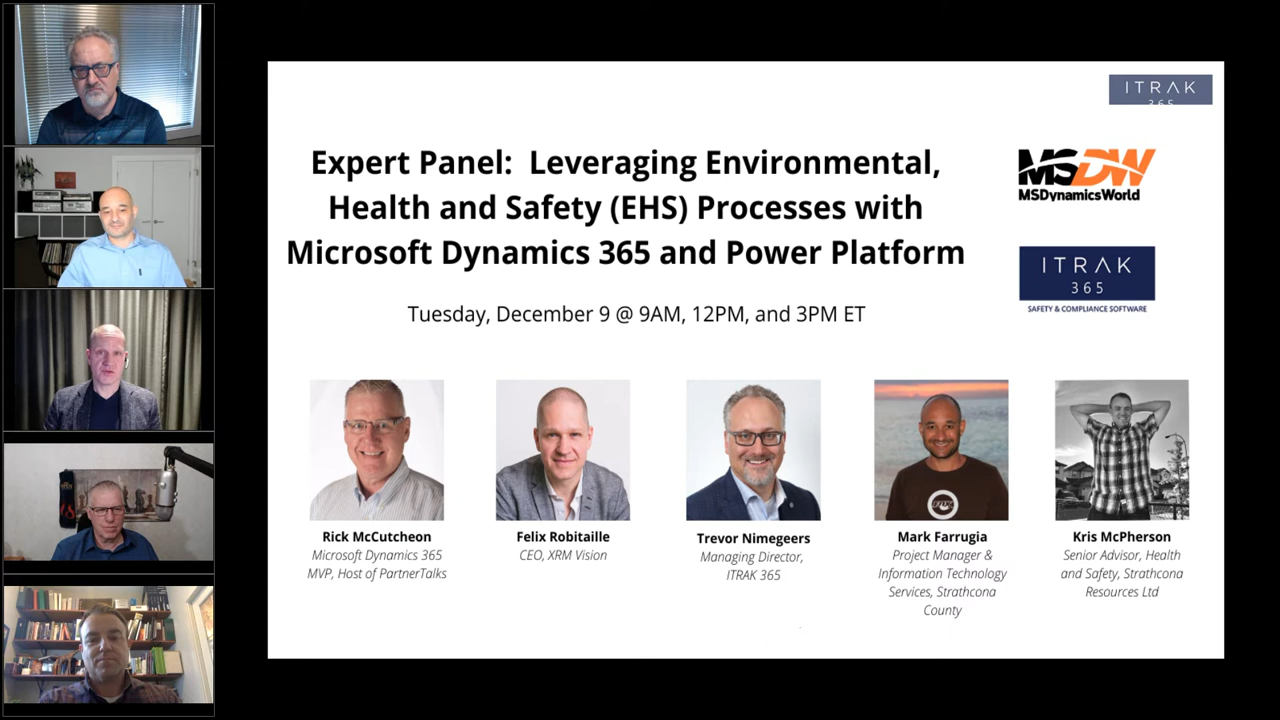 ITRAK
365
Expert Panel: Leveraging Environmental,
Health and Safety (EHS) Processes with
Microsoft Dynamics 365 and Power Platform
Tuesday, December 9 @ 9AM, 12PM, and 3PM ET
MSDW
MSDynamicsWorld
ITRAK
365
SAFETY & COMPLIANCE SOFTWARE
Rick McCutcheon
Microsoft Dynamics 365
MVP, Host of PartnerTalks
Felix Robitaille
CEO, XRM Vision
Trevor Nimegeers
Managing Director,
ITRAK 365
Mark Farrugia
Project Manager &
Information Technology
Services, Strathcona
County
Kris McPherson
Senior Advisor, Health
and Safety, Strathcona
Resources Ltd